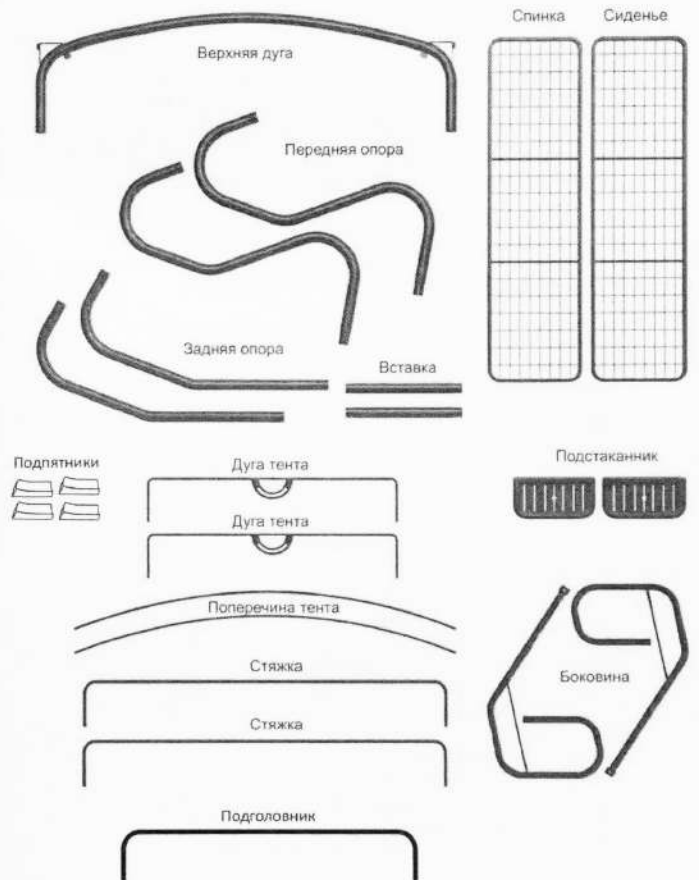 Спинка
Сиденье
Верхняя дуга
Передняя опора
Задняя опора
Вставка
Подпятники
Дуга тента
Подстаканник
Дуга тента
Поперечина тента
Стяжка
Боковина
Стяжка
Подголовник